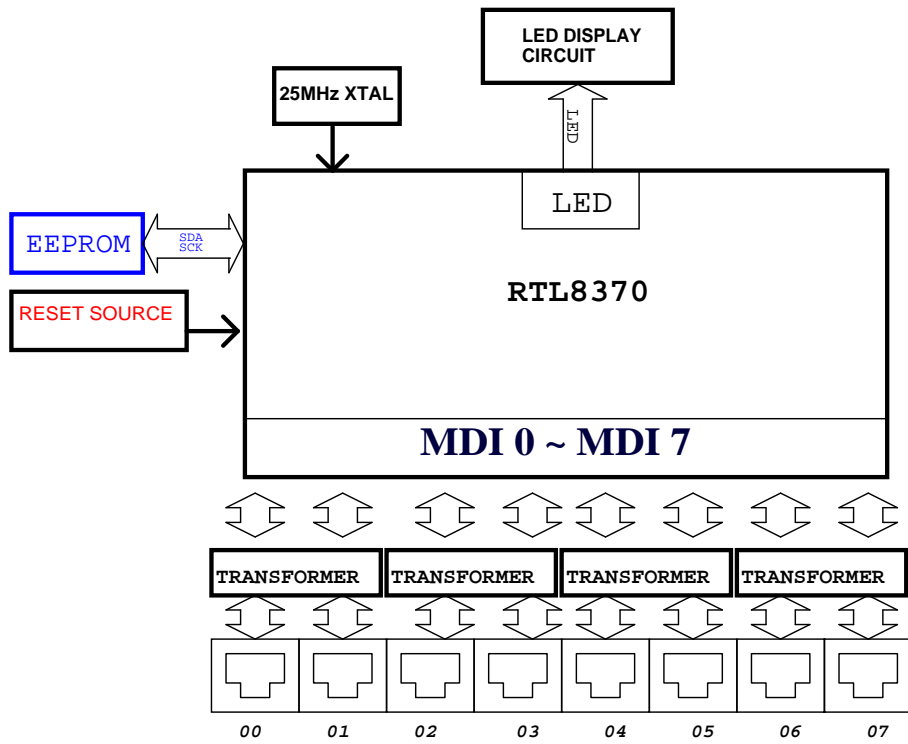 LED DISPLAY
CIRCUIT
25MHz XTAL
LED
LED
EEPROM
SDA
SCK
RTL8370
RESET SOURCE
MDI 0 ~ MDI 7
TRANSFORMER TRANSFORMER TRANSFORMER TRANSFORMER
00 01 02 03 04 05 06 07